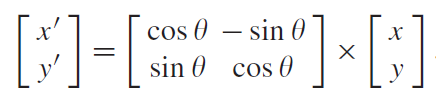 [x′ y′] = [cos θ − sin θ sin θ cos θ] × [x y].